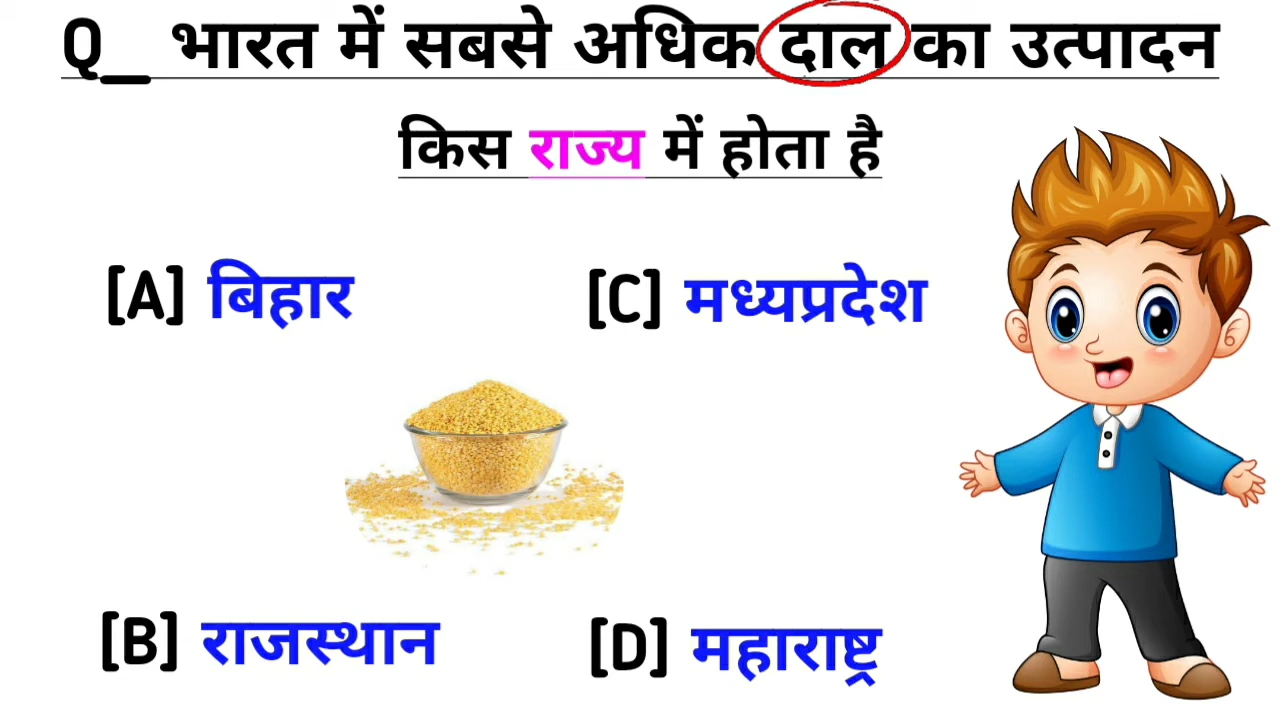 Q_ भारत में सबसे अधिक दाल का उत्पादन
किस राज्य में होता है
[A] बिहार
[C] मध्यप्रदेश
[B] राजस्थान
[D] महाराष्ट्र